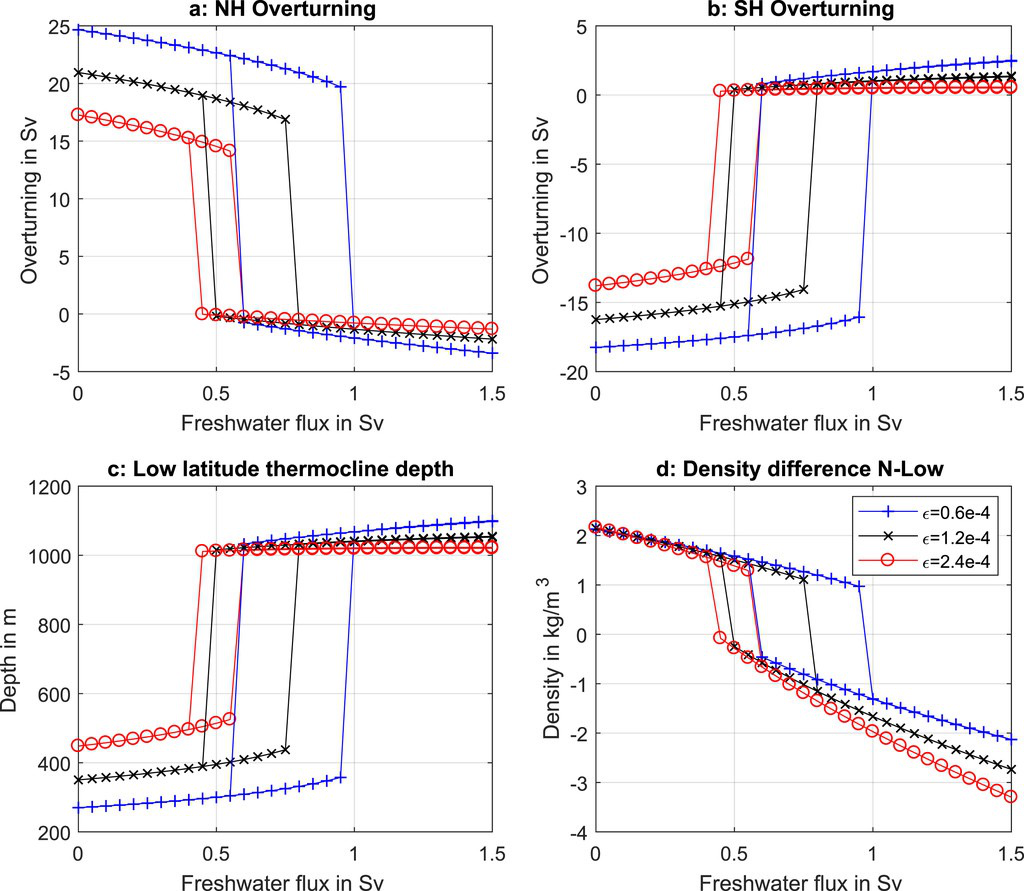 a: NH Overturning
25
20
15
10
5
0
-5
Overturning in Sv
0
0.5
1
1.5
Freshwater flux in Sv
b: SH Overturning
5
0
-5
-10
-15
-20
Overturning in Sv
0
0.5
1
1.5
Freshwater flux in Sv
c: Low latitude thermocline depth
1200
1000
800
600
400
200
Depth in m
0
0.5
1
1.5
Freshwater flux in Sv
d: Density difference N-Low
3
2
1
0
-1
-2
-3
-4
Density in kg/m³
ϵ=0.6e-4
ϵ=1.2e-4
ϵ=2.4e-4
0
0.5
1
1.5
Freshwater flux in Sv